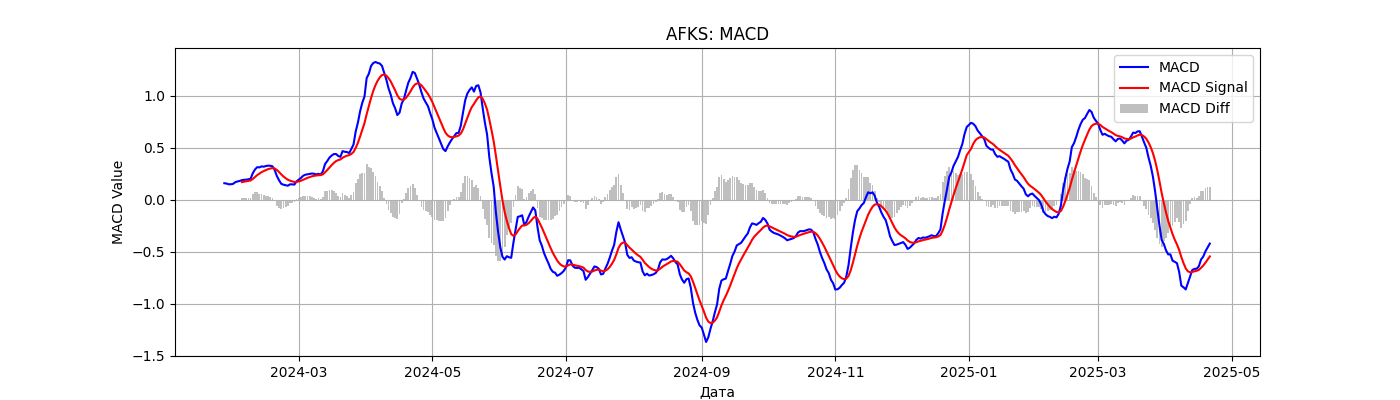 AFKS: MACD
MACD
MACD Signal
MACD Diff
MACD Value
1.0
0.5
0.0
−0.5
−1.0
−1.5
2024-03
2024-05
2024-07
2024-09
2024-11
2025-01
2025-03
2025-05
Дата